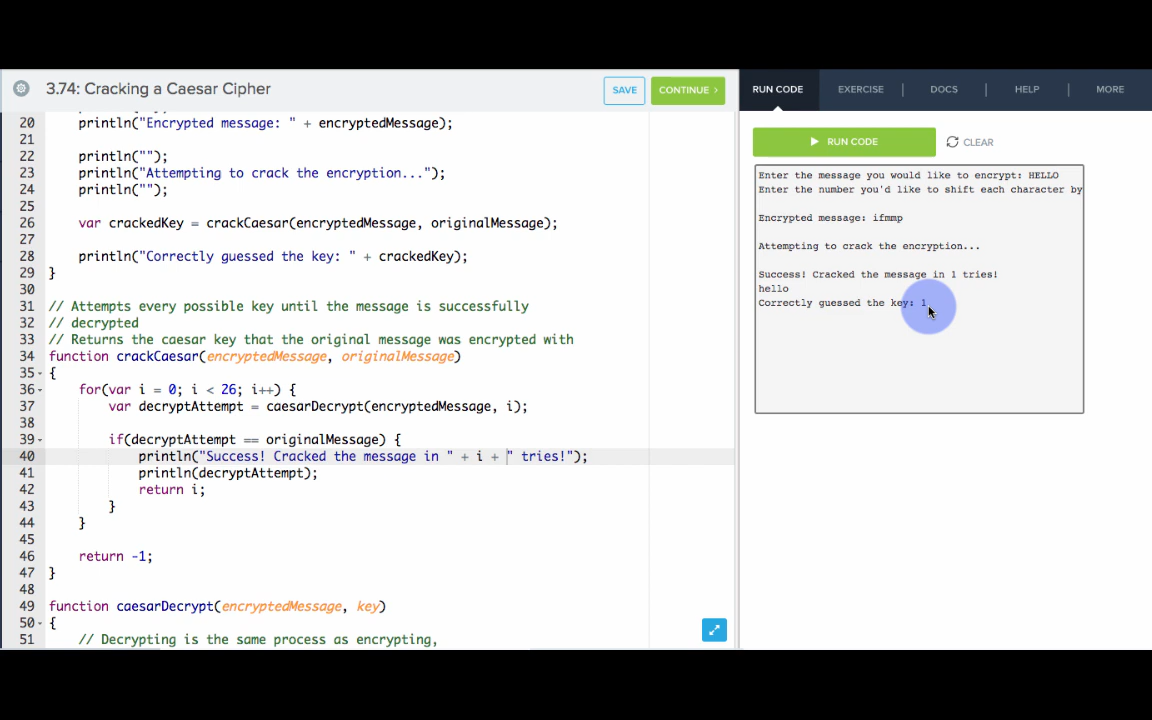 3.74: Cracking a Caesar Cipher
SAVE
CONTINUE >
RUN CODE
EXERCISE
DOCS
HELP
MORE
20 println("Encrypted message: " + encryptedMessage);
21
22 println("");
23 println("Attempting to crack the encryption...");
24 println("");
25
26 var crackedKey = crackCaesar(encryptedMessage, originalMessage);
27
28 println("Correctly guessed the key: " + crackedKey);
29 }
30
31 // Attempts every possible key until the message is successfully
32 // decrypted
33 // Returns the caesar key that the original message was encrypted with
34 function crackCaesar(encryptedMessage, originalMessage)
35 {
36 for(var i = 0; i < 26; i++) {
37 var decryptAttempt = caesarDecrypt(encryptedMessage, i);
38
39 if(decryptAttempt == originalMessage) {
40 println("Success! Cracked the message in " + i + " tries!");
41 println(decryptAttempt);
42 return i;
43 }
44 }
45
46 return -1;
47 }
48
49 function caesarDecrypt(encryptedMessage, key)
50 {
51 // Decrypting is the same process as encrypting,
RUN CODE
CLEAR
Enter the message you would like to encrypt: HELLO
Enter the number you'd like to shift each character by
Encrypted message: ifmmp
Attempting to crack the encryption...
Success! Cracked the message in 1 tries!
hello
Correctly guessed the key: 1